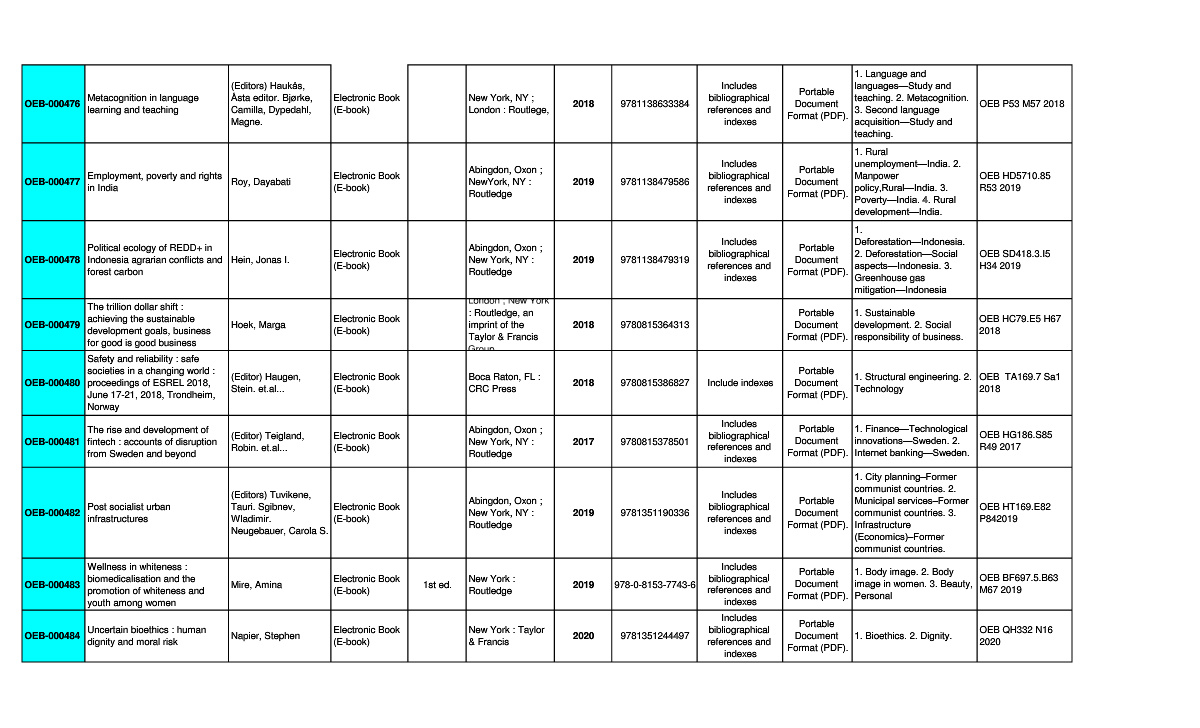 OEB-000476
Metacognition in language
learning and teaching
(Editors) Haukås,
Åsta editor. Bjørke,
Camilla, Dypedahl,
Magne.
Electronic Book
(E-book)
New York, NY ;
London : Routlege,
2018
9781138633384
Includes
bibliographical
references and
indexes
Portable
Document
Format (PDF).
1. Language and
languages—Study and
teaching. 2. Metacognition.
3. Second language
acquisition—Study and
teaching.
OEB P53 M57 2018
OEB-000477
Employment, poverty and rights
in India
Roy, Dayabati
Electronic Book
(E-book)
Abingdon, Oxon ;
NewYork, NY :
Routledge
2019
9781138479586
Includes
bibliographical
references and
indexes
Portable
Document
Format (PDF).
1. Rural
unemployment—India. 2.
Manpower
policy,Rural—India. 3.
Poverty—India. 4. Rural
development—India.
OEB HD5710.85
R53 2019
OEB-000478
Political ecology of REDD+ in
Indonesia agrarian conflicts and
forest carbon
Hein, Jonas I.
Electronic Book
(E-book)
Abingdon, Oxon ;
New York, NY :
Routledge
2019
9781138479319
Includes
bibliographical
references and
indexes
Portable
Document
Format (PDF).
1.
Deforestation—Indonesia.
2. Deforestation—Social
aspects—Indonesia. 3.
Greenhouse gas
mitigation—Indonesia
OEB SD418.3.I5
H34 2019
OEB-000479
The trillion dollar shift :
achieving the sustainable
development goals, business
for good is good business
Hoek, Marga
Electronic Book
(E-book)
London ; New York
: Routledge, an
imprint of the
Taylor & Francis
Group
2018
9780815364313
Portable
Document
Format (PDF).
1. Sustainable
development. 2. Social
responsibility of business.
OEB HC79.E5 H67
2018
OEB-000480
Safety and reliability : safe
societies in a changing world :
proceedings of ESREL 2018,
June 17-21, 2018, Trondheim,
Norway
(Editor) Haugen,
Stein. et.al...
Electronic Book
(E-book)
Boca Raton, FL :
CRC Press
2018
9780815386827
Include indexes
Portable
Document
Format (PDF).
1. Structural engineering. 2.
Technology
OEB  TA169.7 Sa1
2018
OEB-000481
The rise and development of
fintech : accounts of disruption
from Sweden and beyond
(Editor) Teigland,
Robin. et.al...
Electronic Book
(E-book)
Abingdon, Oxon ;
New York, NY :
Routledge
2017
9780815378501
Includes
bibliographical
references and
indexes
Portable
Document
Format (PDF).
1. Finance—Technological
innovations—Sweden. 2.
Internet banking—Sweden.
OEB HG186.S85
R49 2017
OEB-000482
Post socialist urban
infrastructures
(Editors) Tuvikene,
Tauri. Sgibnev,
Wladimir.
Neugebauer, Carola S.
Electronic Book
(E-book)
Abingdon, Oxon ;
New York, NY :
Routledge
2019
9781351190336
Includes
bibliographical
references and
indexes
Portable
Document
Format (PDF).
1. City planning–Former
communist countries. 2.
Municipal services–Former
communist countries. 3.
Infrastructure
(Economics)–Former
communist countries.
OEB HT169.E82
P842019
OEB-000483
Wellness in whiteness :
biomedicalisation and the
promotion of whiteness and
youth among women
Mire, Amina
Electronic Book
(E-book)
1st ed.
New York :
Routledge
2019
978-0-8153-7743-6
Includes
bibliographical
references and
indexes
Portable
Document
Format (PDF).
1. Body image. 2. Body
image in women. 3. Beauty,
Personal
OEB BF697.5.B63
M67 2019
OEB-000484
Uncertain bioethics : human
dignity and moral risk
Napier, Stephen
Electronic Book
(E-book)
New York : Taylor
& Francis
2020
9781351244497
Includes
bibliographical
references and
indexes
Portable
Document
Format (PDF).
1. Bioethics. 2. Dignity.
OEB QH332 N16
2020